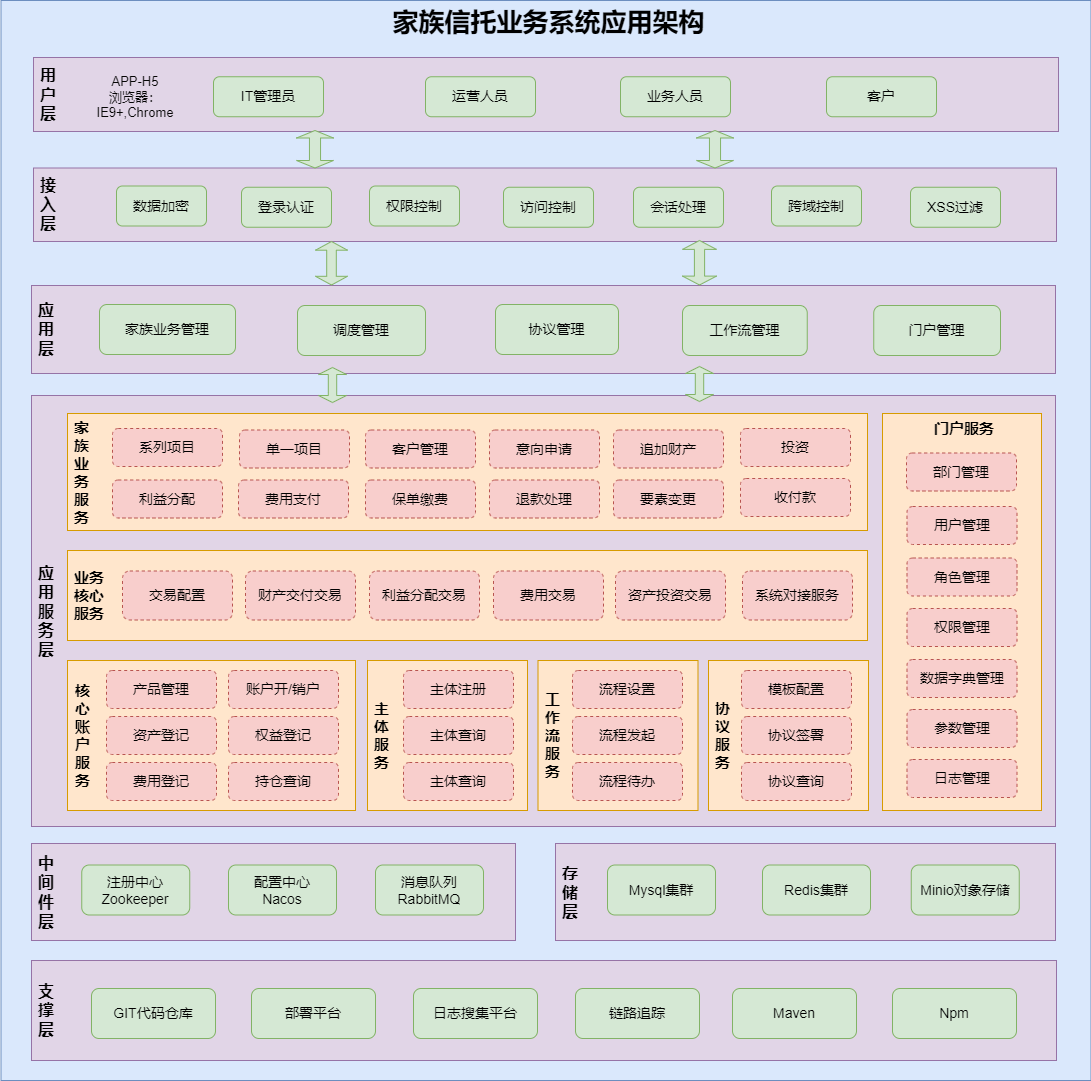 家族信托业务系统应用架构
用户层
APP-H5
浏览器：
IE9+,Chrome
IT管理员
运营人员
业务人员
客户
接入层
数据加密
登录认证
权限控制
访问控制
会话处理
跨域控制
XSS过滤
应用层
家族业务管理
调度管理
协议管理
工作流管理
门户管理
应用服务层
家族业务服务
系列项目
单一项目
客户管理
意向申请
追加财产
投资
利益分配
费用支付
保单缴费
退款处理
要素变更
收付款
业务
核心
服务
交易配置
财产交付交易
利益分配交易
费用交易
资产投资交易
系统对接服务
核心账户服务
产品管理
账户开/销户
资产登记
权益登记
费用登记
持仓查询
主体服务
主体注册
主体查询
主体查询
工作流服务
流程设置
流程发起
流程待办
协议服务
模板配置
协议签署
协议查询
门户服务
部门管理
用户管理
角色管理
权限管理
数据字典管理
参数管理
日志管理
中间件层
注册中心
Zookeeper
配置中心
Nacos
消息队列
RabbitMQ
存储层
Mysql集群
Redis集群
Minio对象存储
支撑层
GIT代码仓库
部署平台
日志搜集平台
链路追踪
Maven
Npm